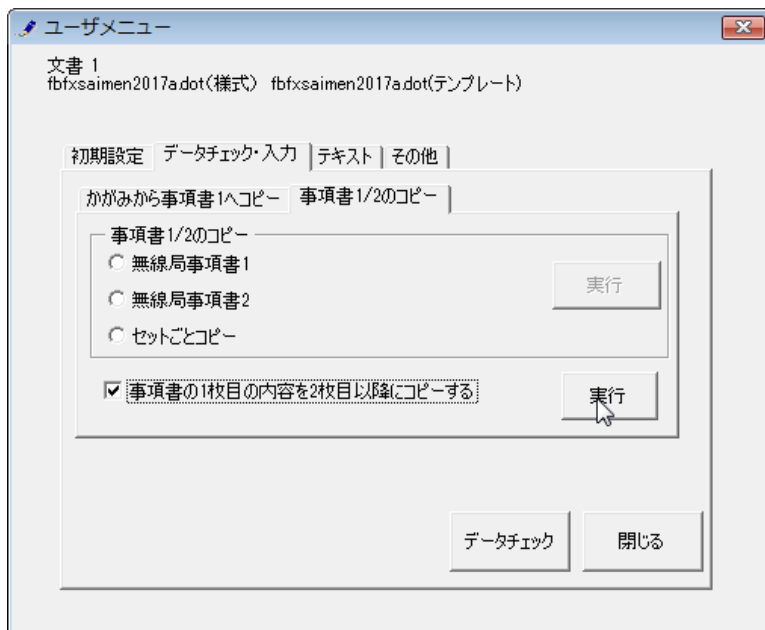 ユーザメニュー
文書 1
fbfxsaimen2017a.dot(様式) fbfxsaimen2017a.dot(テンプレート)
初期設定 データチェック・入力 テキスト その他
かがみから事項書1へコピー 事項書1/2のコピー
事項書1/2のコピー
無線局事項書1
実行
無線局事項書2
セットごとコピー
事項書の1枚目の内容を2枚目以降にコピーする 実行
データチェック 閉じる